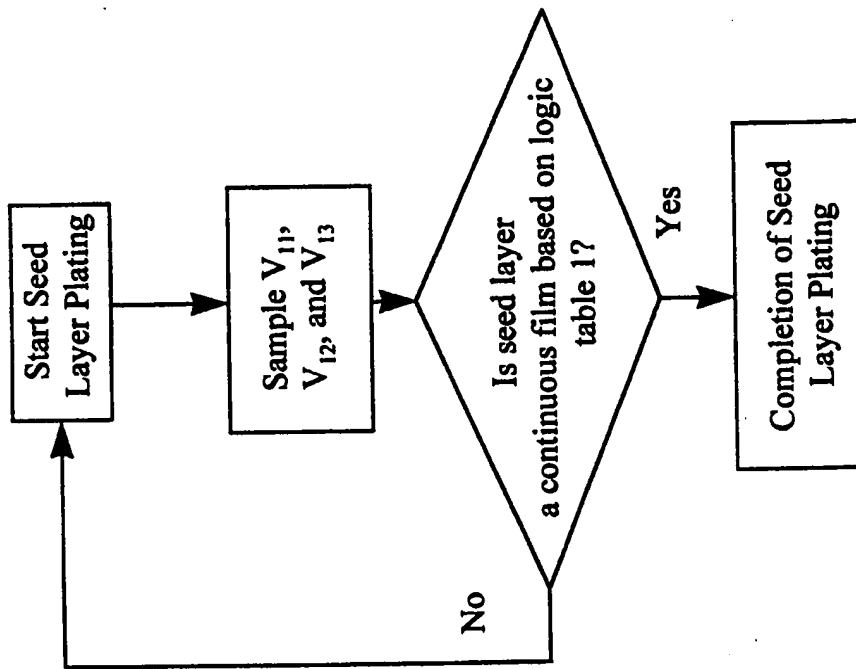 Start Seed
Layer Plating
Sample V11,
V12, and V13
Is seed layer
a continuous film based on logic
table 1?
No
Yes
Completion of Seed
Layer Plating